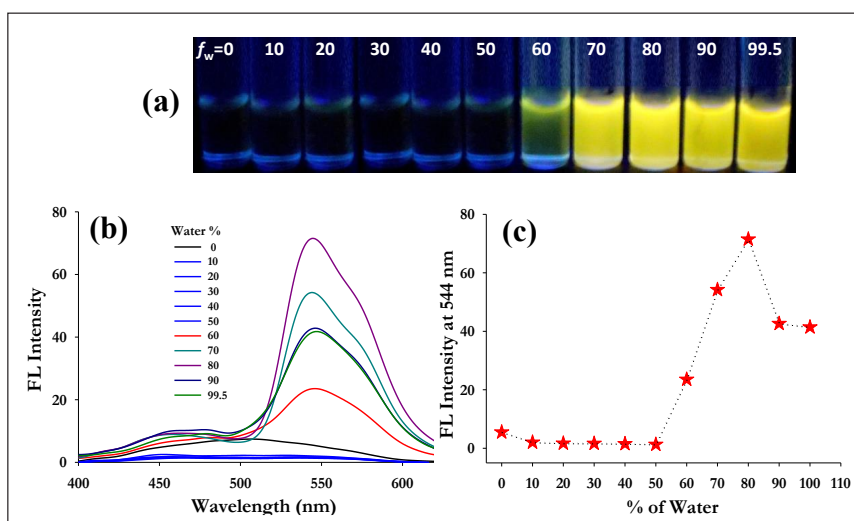 fw=0 10 20 30 40 50 60 70 80 90 99.5
(a)
(b)
80
60
40
20
0
FL Intensity
Water %
0
10
20
30
40
50
60
70
80
90
99.5
400 450 500 550 600
Wavelength (nm)
(c)
80
60
40
20
0
FL Intensity at 544 nm
0 10 20 30 40 50 60 70 80 90 100 110
% of Water